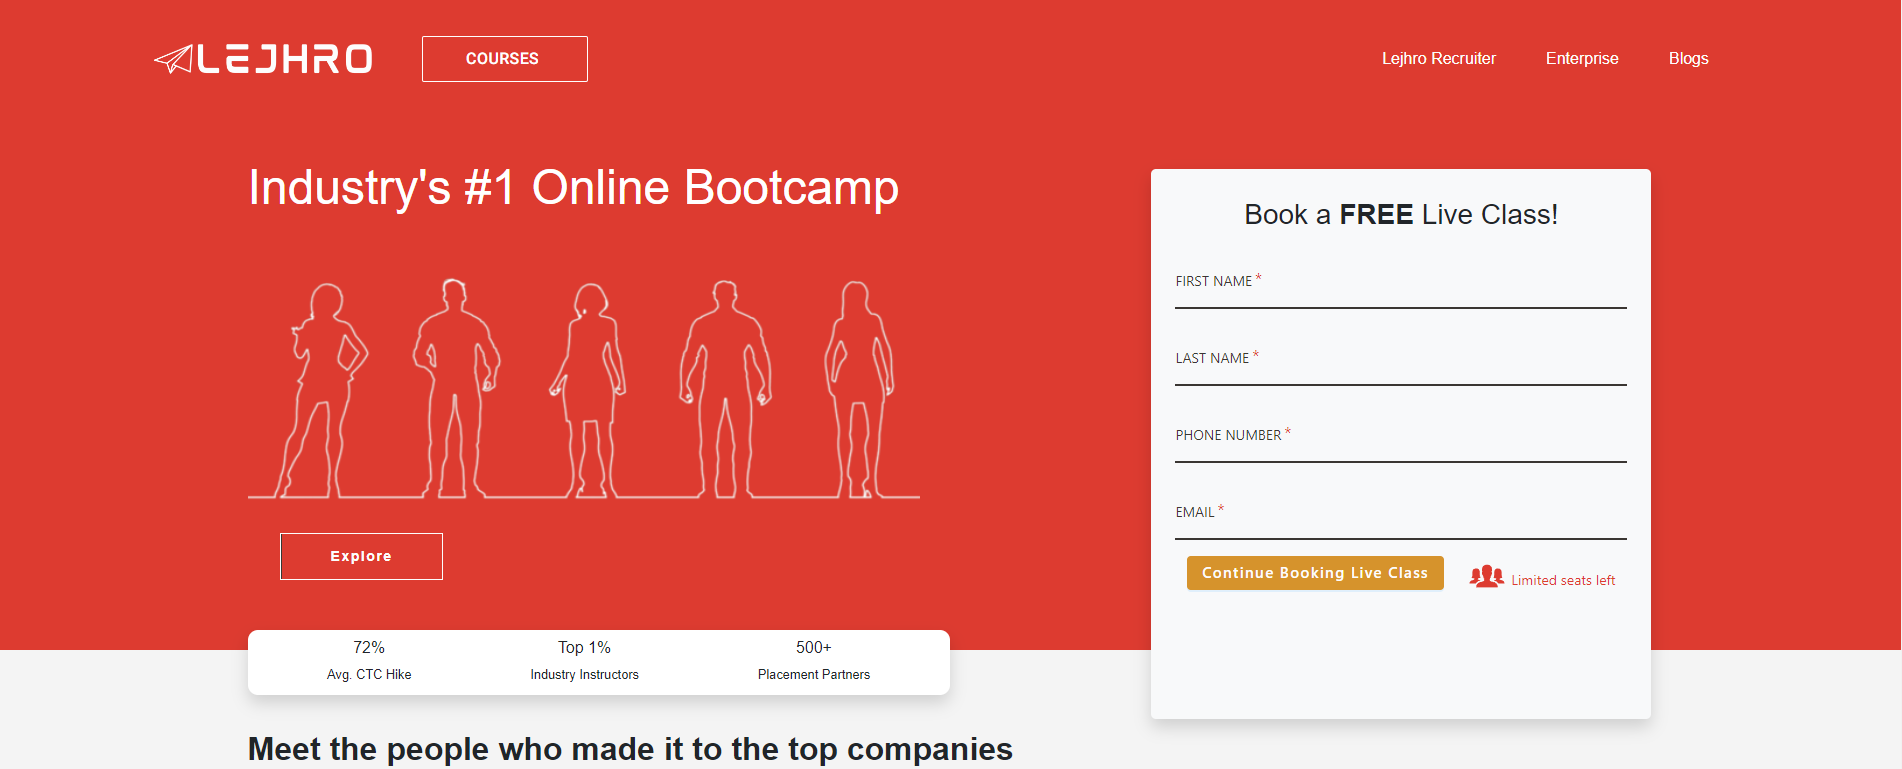 LEJHRO
COURSES
Lejhro Recruiter
Enterprise
Blogs
Industry's #1 Online Bootcamp
Explore
72%
Avg. CTC Hike
Top 1%
Industry Instructors
500+
Placement Partners
Book a FREE Live Class!
FIRST NAME *
LAST NAME *
PHONE NUMBER *
EMAIL *
Continue Booking Live Class
Limited seats left
Meet the people who made it to the top companies